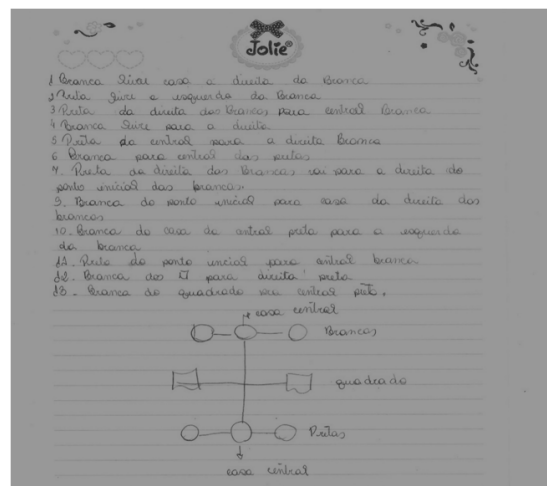 Jolie
1 Branca livre casa a direita da Branca
2 Preta livre a esquerda da Branca
3 Preta da direita das Brancas para central Branca
4 Branca livre para a direita
5 Preta da central para a direita Branca
6 Branca para central das pretas
7. Preta da direita das Brancas vai para a direita do
ponto inicial das brancas
9. Branca do ponto inicial para casa da direita das
brancas
10. Branca da casa da central preta para a esquerda
da branca
11. Preta do ponto inicial para central branca
12. Branca dos para direita preta
13. Branca do quadrado para central preta.
casa central
Brancas
quadrado
Pretas
casa central